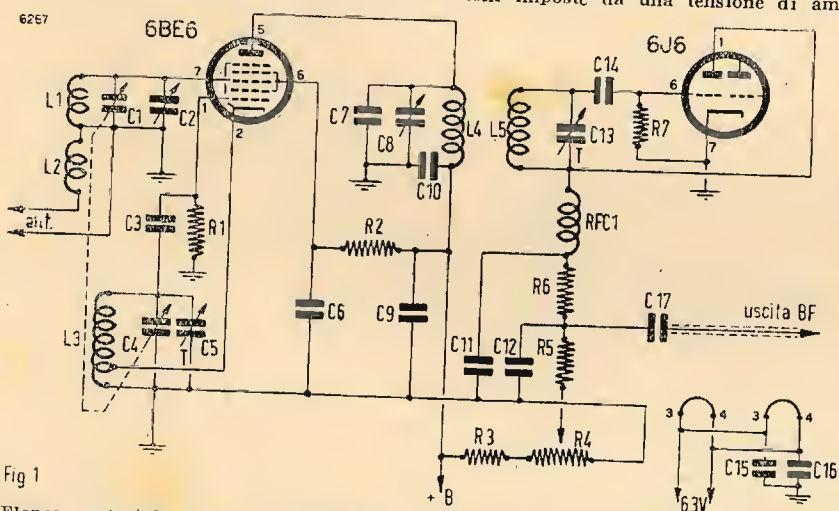 imposte da una tensione di am
6267
6BE6
6J6
5
7
6
1
2
1
6
7
L1
C1
C2
L2
ant.
C3
R1
L3
C4
T
C5
C6
R2
C9
C7
C8
C10
L4
L5
C14
C13
T
R7
RFC1
R6
R5
C11
C12
C17
uscita BF
R3
R4
+ B
3
4
3
4
C15
C16
6.3V
Fig 1